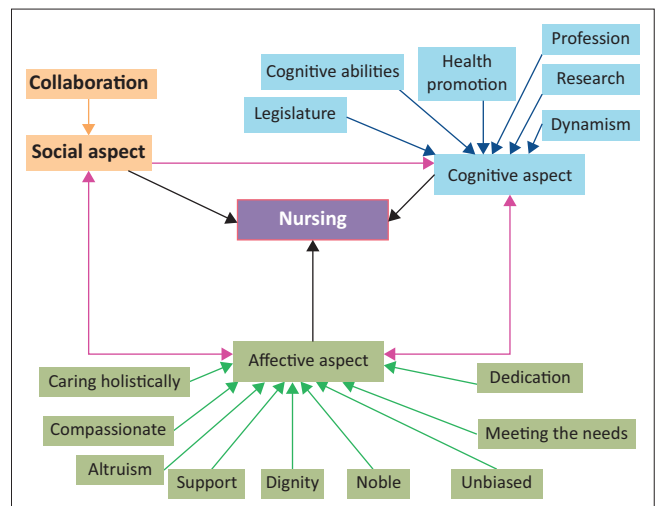 Profession
Collaboration
Cognitive abilities
Health
promotion
Research
Legislature
Dynamism
Social aspect
Cognitive aspect
Nursing
Affective aspect
Caring holistically
Dedication
Compassionate
Meeting the needs
Altruism
Support
Dignity
Noble
Unbiased